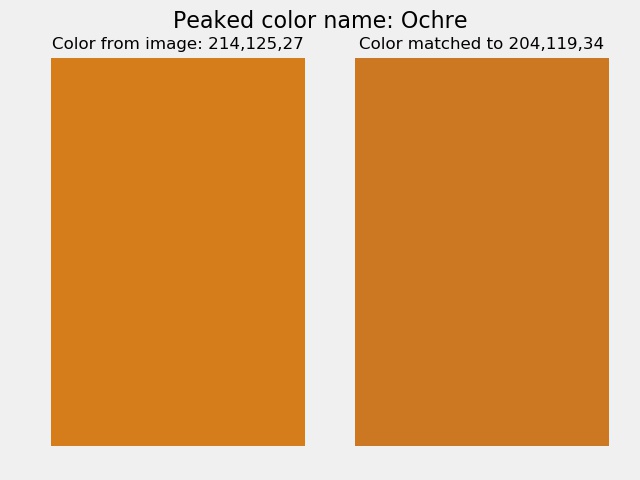 Peaked color name: Ochre
Color from image: 214,125,27
Color matched to 204,119,34